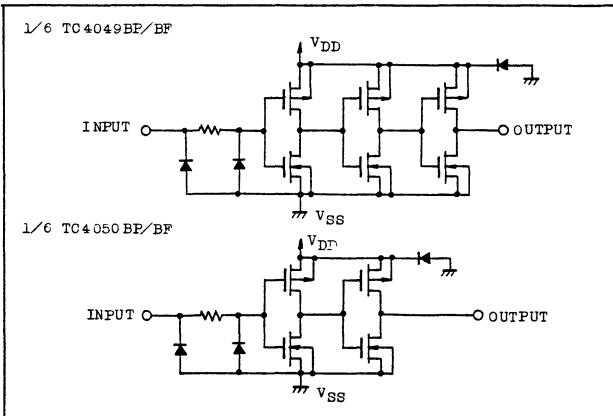 1/6 TC4049BP/BF
VDD
INPUT
OUTPUT
VSS
1/6 TC4050BP/BF
VDD
INPUT
OUTPUT
VSS